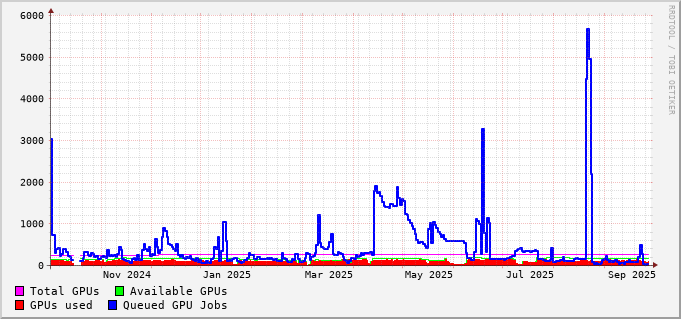 6000
5000
4000
3000
2000
1000
0
Nov 2024 Jan 2025 Mar 2025 May 2025 Jul 2025 Sep 2025
Total GPUs Available GPUs
GPUs used Queued GPU Jobs
RRDTOOL / TOBI OETIKER